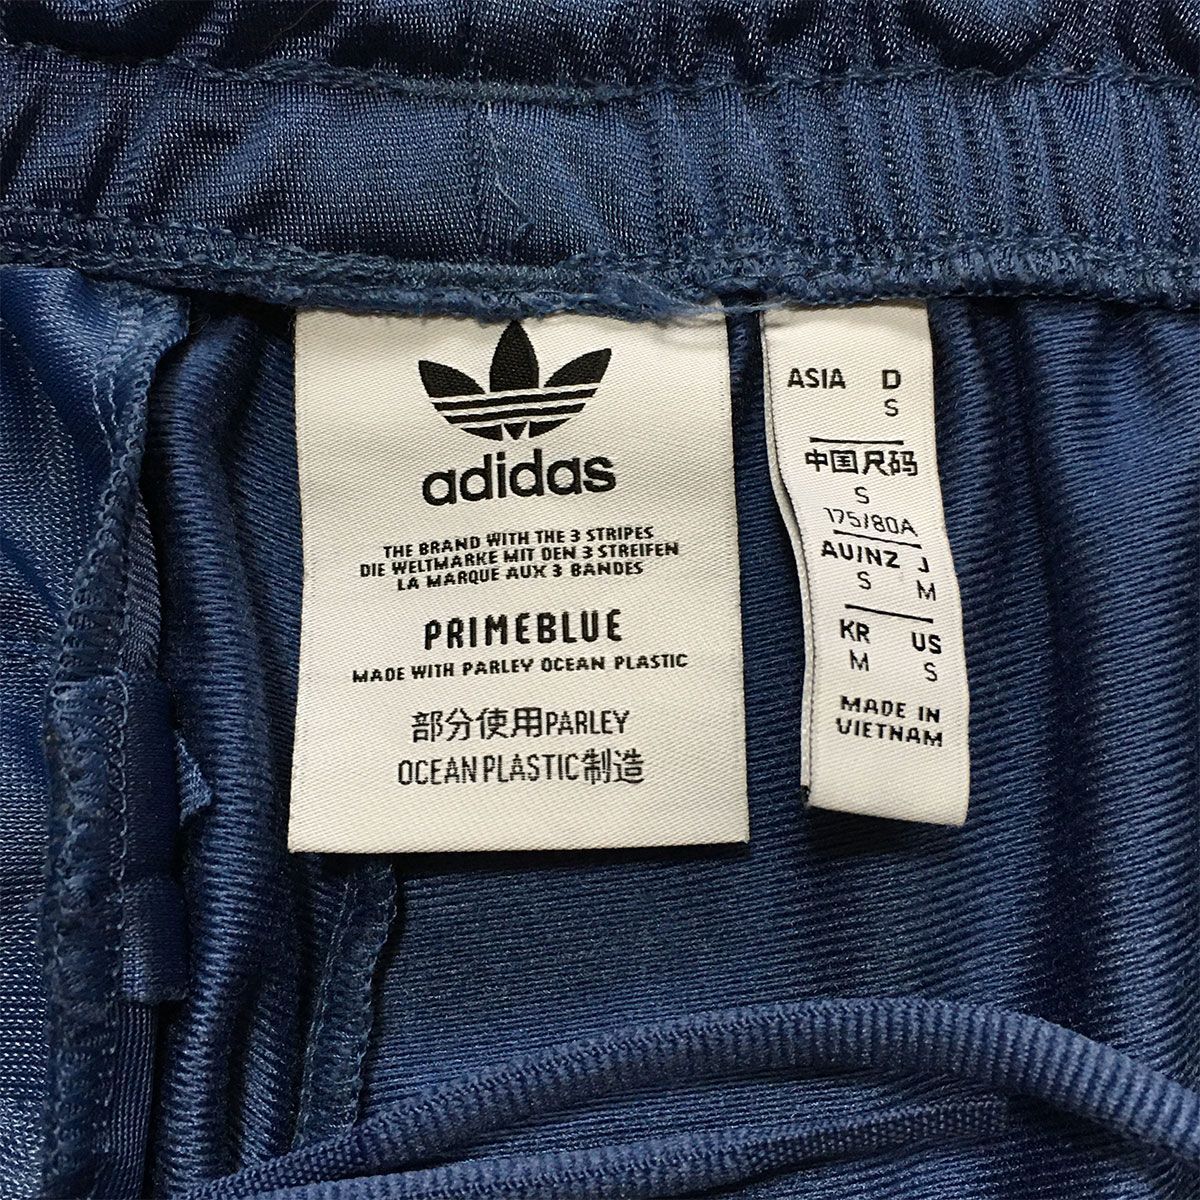 adidas
THE BRAND WITH THE 3 STRIPES
DIE WELTMARKE MIT DEN 3 STREIFEN
LA MARQUE AUX 3 BANDES
PRIMEBLUE
MADE WITH PARLEY OCEAN PLASTIC
部分使用PARLEY
OCEAN PLASTIC制造
ASIA D
S
中国尺码
S
175/80A
AU/NZ J
S M
KR US
M S
MADE IN
VIETNAM